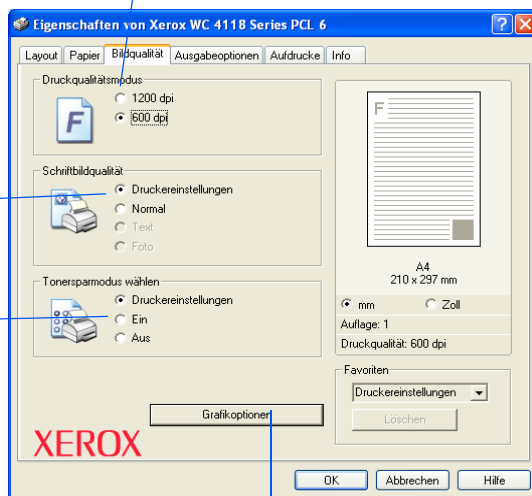 Eigenschaften von Xerox WC 4118 Series PCL 6
Layout Papier Bildqualität Ausgabeoptionen Aufdrucke Info
Druckqualitätsmodus
1200 dpi
600 dpi
F
Schriftbildqualität
Druckereinstellungen
Normal
Text
Foto
Tonersparmodus wählen
Druckereinstellungen
Ein
Aus
Grafikoptionen
XEROX
F
A4
210 x 297 mm
mm Zoll
Auflage: 1
Druckqualität: 600 dpi
Favoriten
Druckereinstellungen
Löschen
OK Abbrechen Hilfe